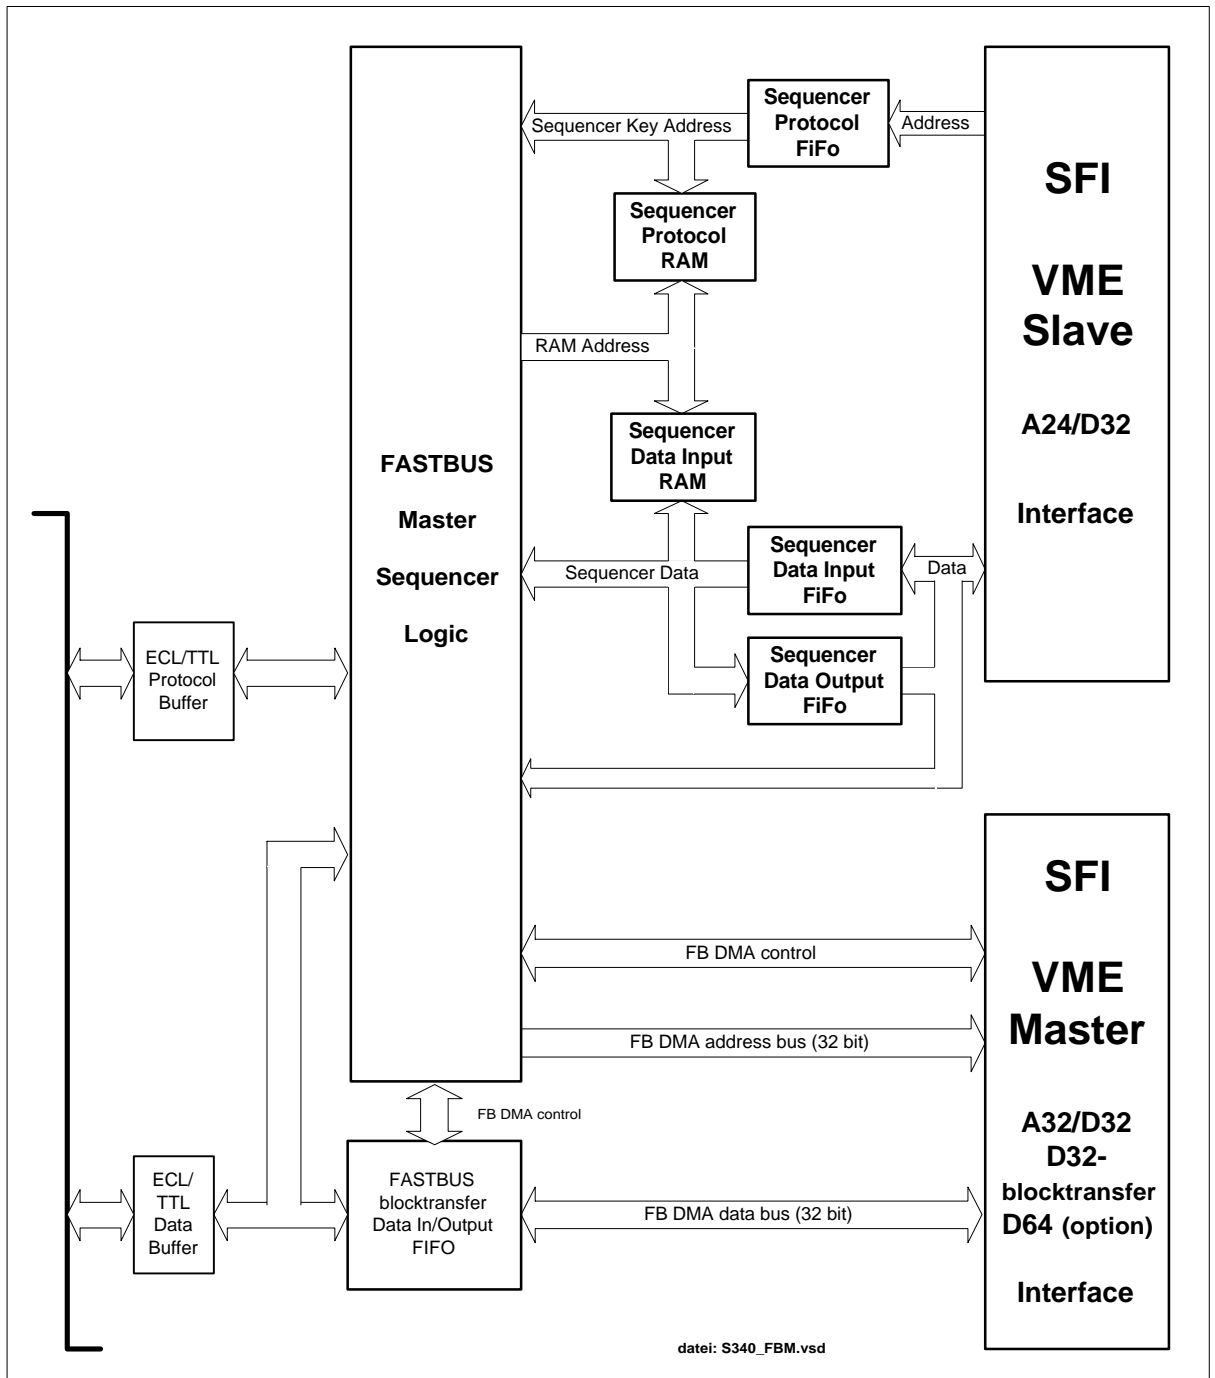 Sequencer
Protocol
FiFo
Sequencer Key Address
Address
SFI
VME
Slave
A24/D32
Interface
Sequencer
Protocol
RAM
RAM Address
Sequencer
Data Input
RAM
FASTBUS
Master
Sequencer
Logic
Sequencer Data
Sequencer
Data Input
FiFo
Data
Sequencer
Data Output
FiFo
ECL/TTL
Protocol
Buffer
SFI
VME
Master
A32/D32
D32-
blocktransfer
D64 (option)
Interface
FB DMA control
FB DMA address bus (32 bit)
FB DMA control
ECL/
TTL
Data
Buffer
FASTBUS
blocktransfer
Data In/Output
FIFO
FB DMA data bus (32 bit)
datei: S340_FBM.vsd